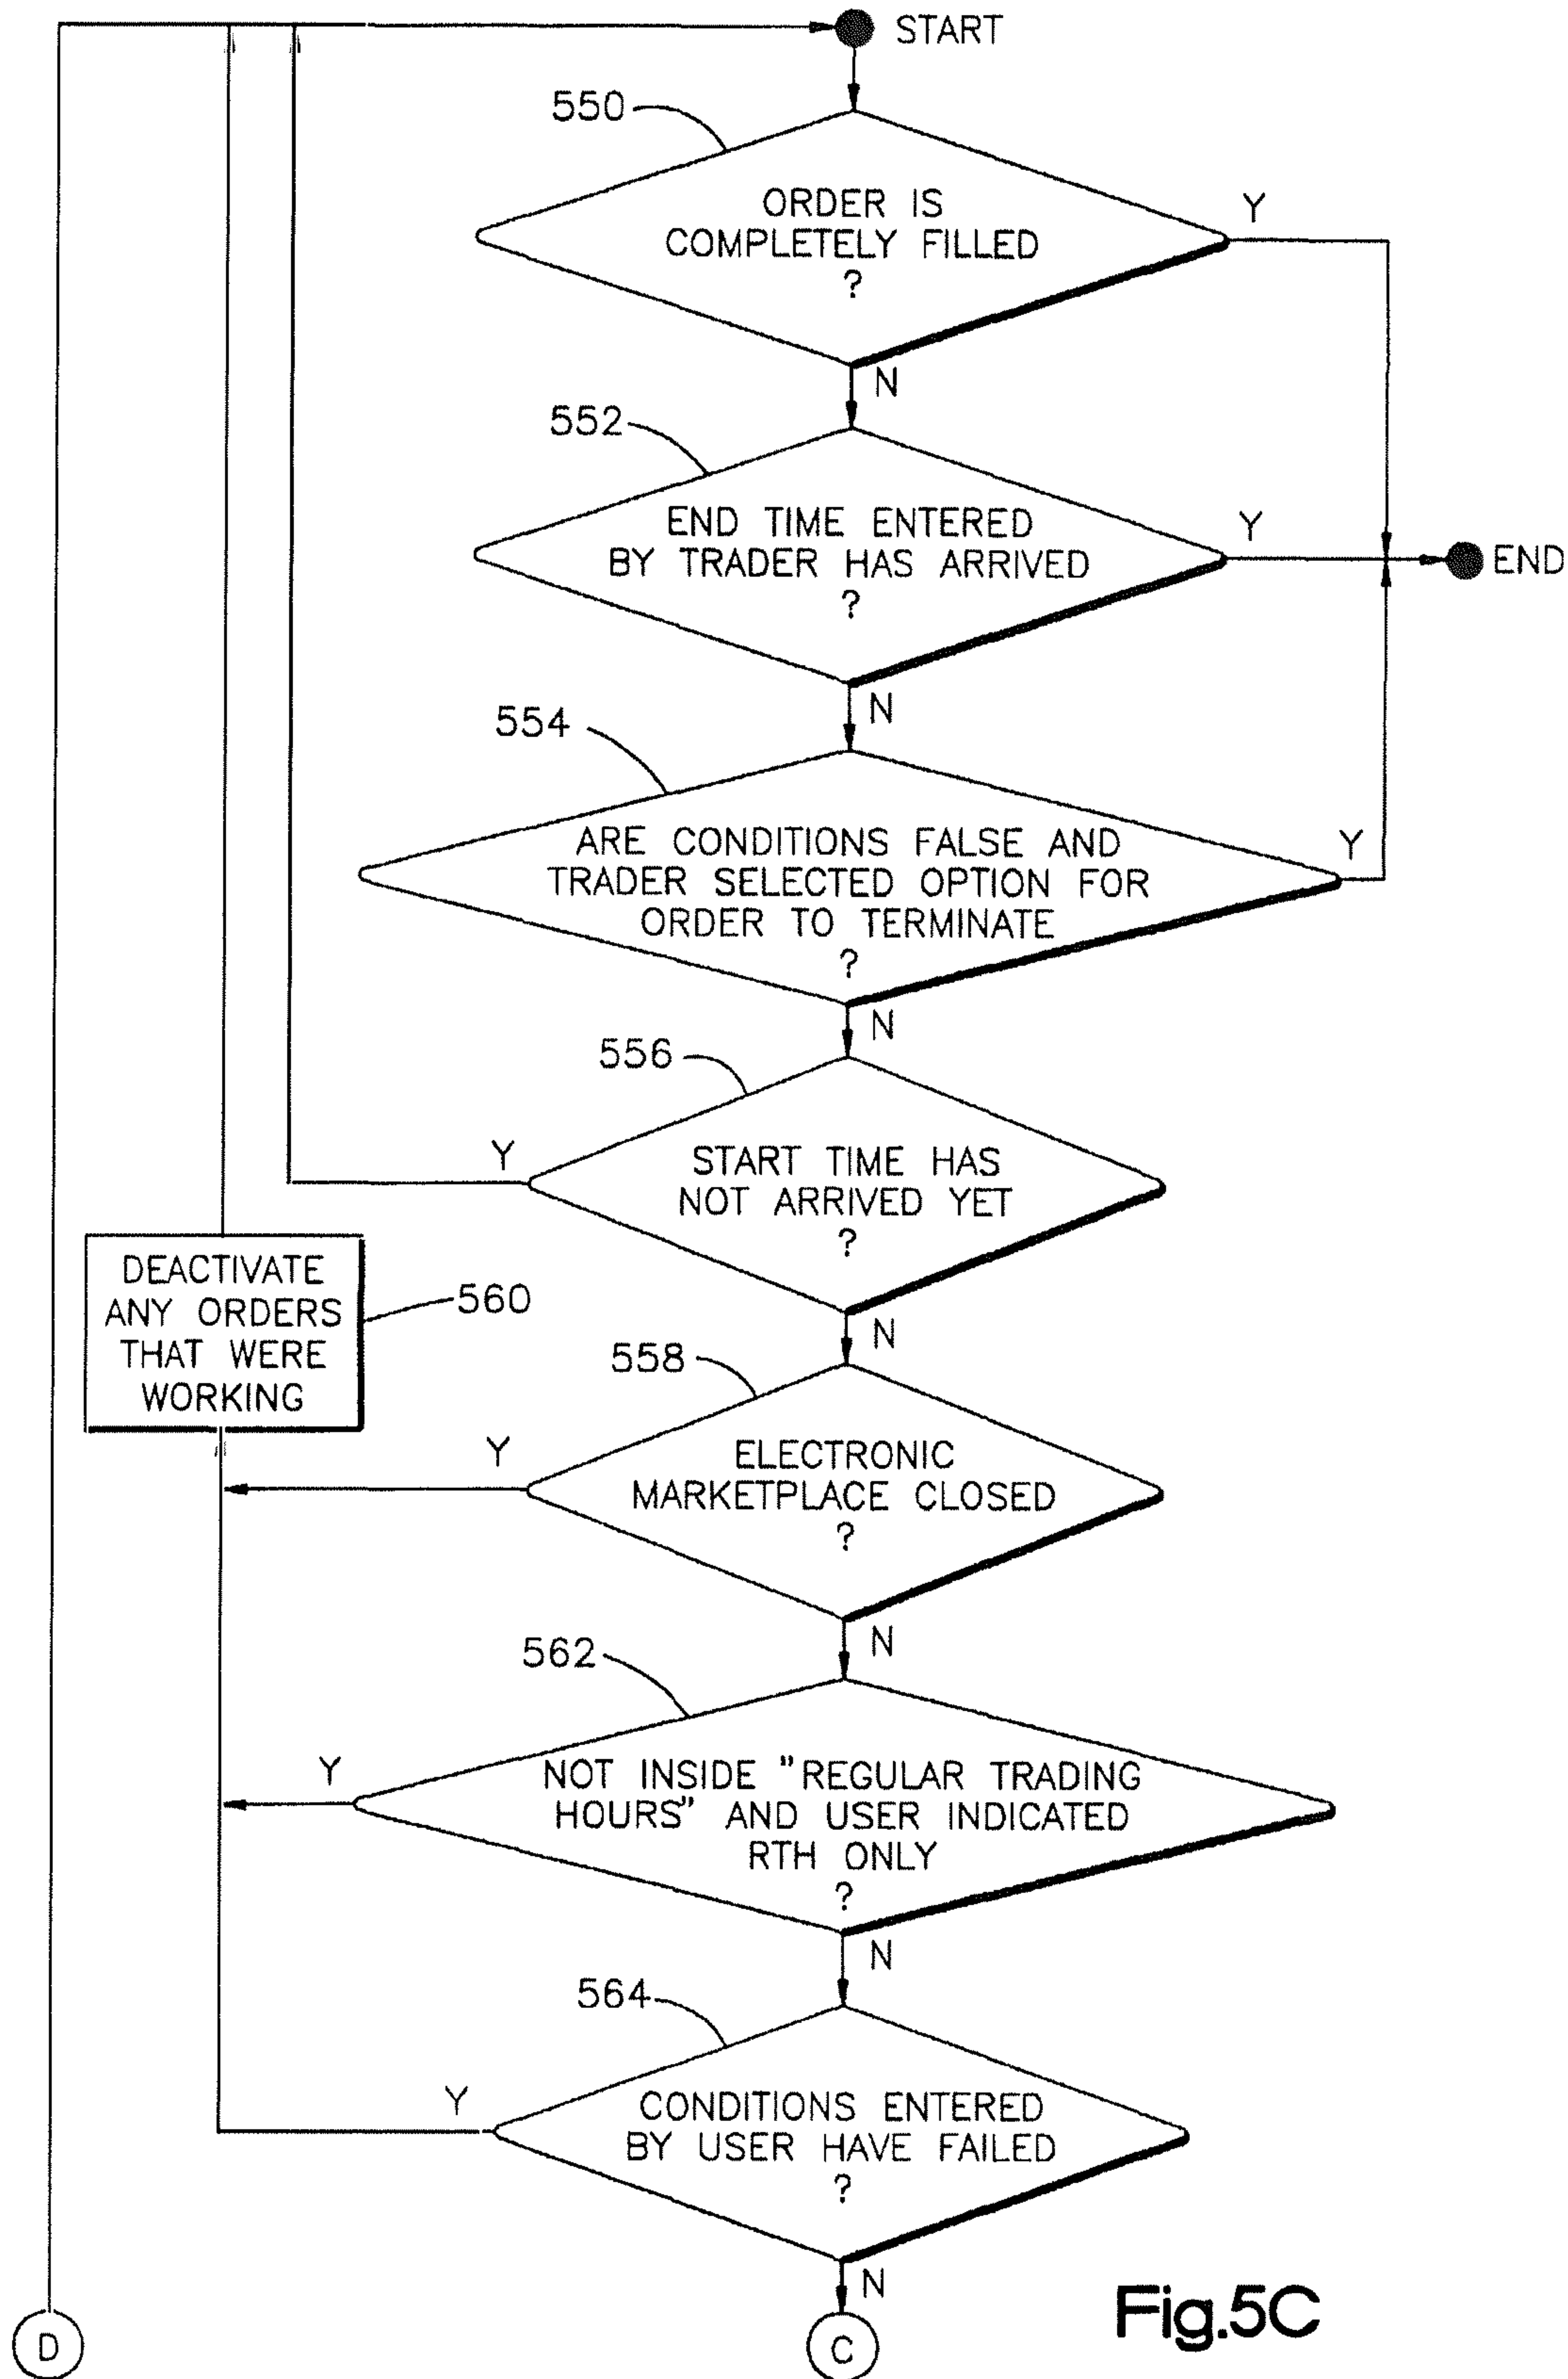 START
550
ORDER IS
COMPLETELY FILLED
?
Y
N
552
END TIME ENTERED
BY TRADER HAS ARRIVED
?
Y
END
N
554
ARE CONDITIONS FALSE AND
TRADER SELECTED OPTION FOR
ORDER TO TERMINATE
?
Y
N
556
START TIME HAS
NOT ARRIVED YET
?
Y
N
DEACTIVATE
ANY ORDERS
THAT WERE
WORKING
560
558
ELECTRONIC
MARKETPLACE CLOSED
?
Y
N
562
NOT INSIDE "REGULAR TRADING
HOURS" AND USER INDICATED
RTH ONLY
?
Y
N
564
CONDITIONS ENTERED
BY USER HAVE FAILED
?
Y
N
D
C
Fig.5C